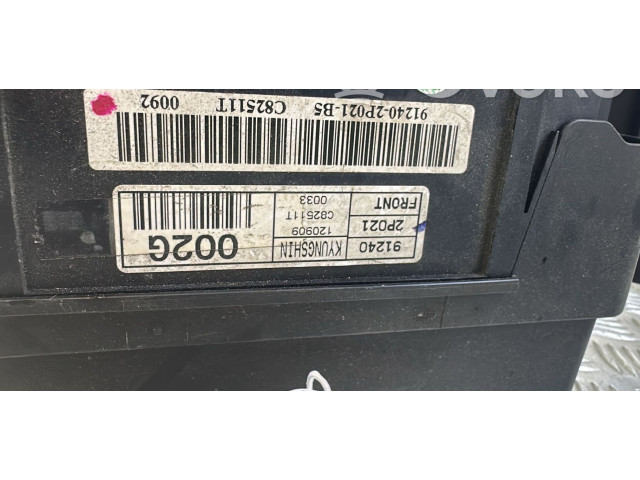 91240 KYUNGSHIN 002G
2P021 120909
C82511T
FRONT 0033
91240-2P021-B5 C82511T 0092